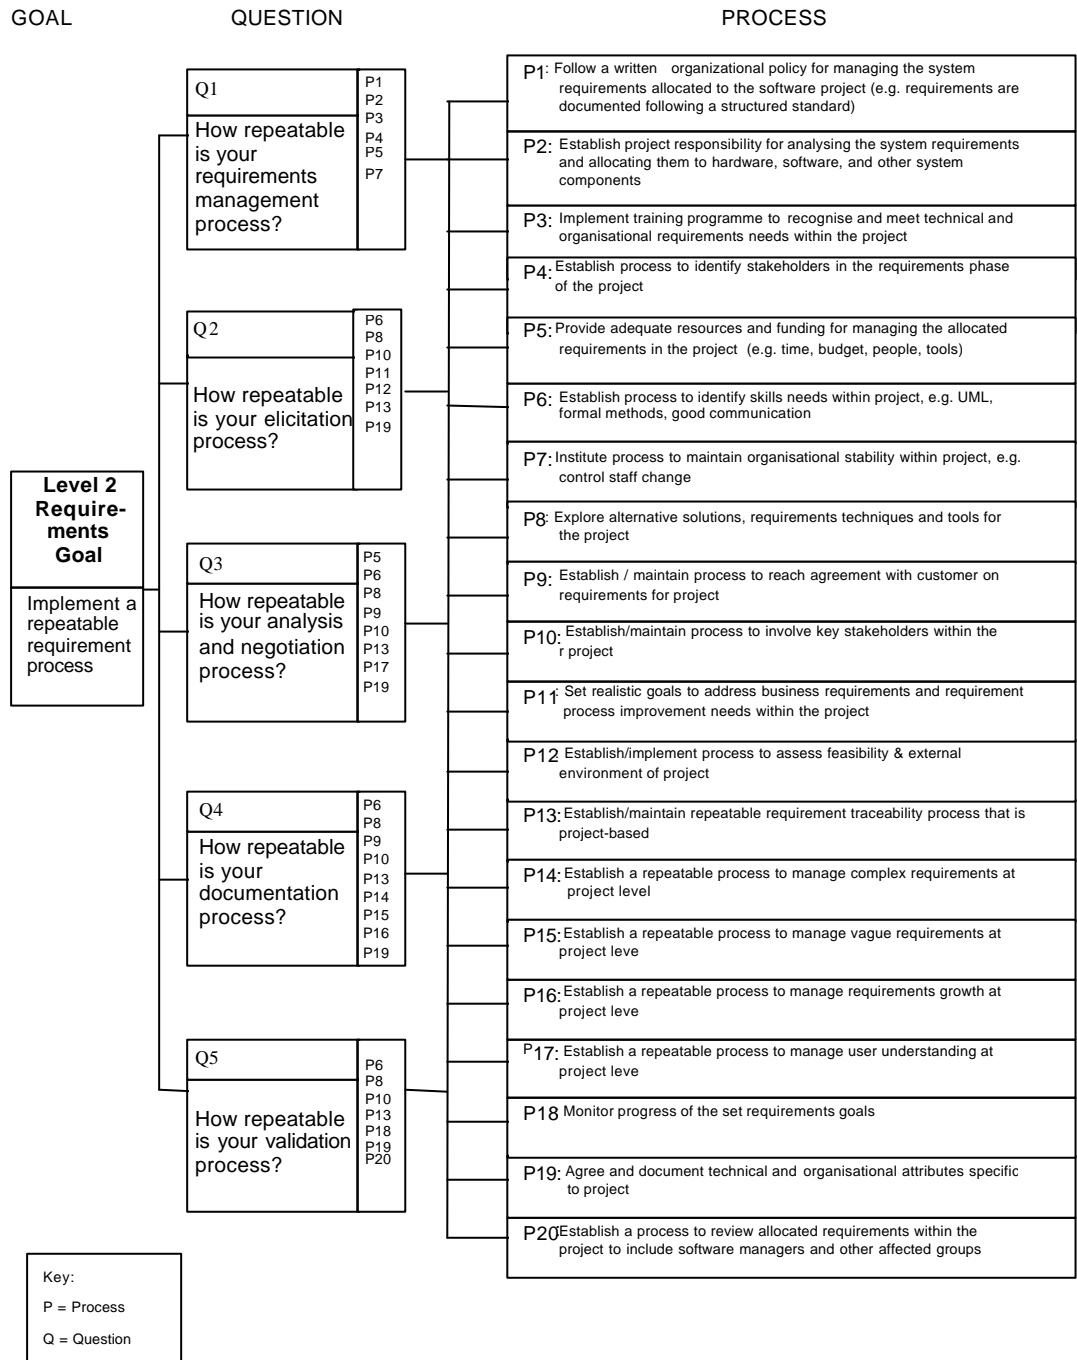 GOAL QUESTION PROCESS
Level 2
Require-
ments
Goal
Implement a
repeatable
requirement
process
Q1
How repeatable
is your
requirements
management
process?
P1
P2
P3
P4
P5
P7
Q2
How repeatable
is your elicitation
process?
P6
P8
P10
P11
P12
P13
P19
Q3
How repeatable
is your analysis
and negotiation
process?
P5
P6
P8
P9
P10
P13
P17
P19
Q4
How repeatable
is your
documentation
process?
P6
P8
P9
P10
P13
P14
P15
P16
P19
Q5
How repeatable
is your validation
process?
P6
P8
P10
P13
P18
P19
P20
P1: Follow a written organizational policy for managing the system
requirements allocated to the software project (e.g. requirements are
documented following a structured standard)
P2: Establish project responsibility for analysing the system requirements
and allocating them to hardware, software, and other system
components
P3: Implement training programme to recognise and meet technical and
organisational requirements needs within the project
P4: Establish process to identify stakeholders in the requirements phase
of the project
P5: Provide adequate resources and funding for managing the allocated
requirements in the project (e.g. time, budget, people, tools)
P6: Establish process to identify skills needs within project, e.g. UML,
formal methods, good communication
P7: Institute process to maintain organisational stability within project, e.g.
control staff change
P8: Explore alternative solutions, requirements techniques and tools for
the project
P9: Establish / maintain process to reach agreement with customer on
requirements for project
P10: Establish/maintain process to involve key stakeholders within the
r project
P11: Set realistic goals to address business requirements and requirement
process improvement needs within the project
P12: Establish/implement process to assess feasibility & external
environment of project
P13: Establish/maintain repeatable requirement traceability process that is
project-based
P14: Establish a repeatable process to manage complex requirements at
project level
P15: Establish a repeatable process to manage vague requirements at
project leve
P16: Establish a repeatable process to manage requirements growth at
project leve
P17: Establish a repeatable process to manage user understanding at
project leve
P18 Monitor progress of the set requirements goals
P19: Agree and document technical and organisational attributes specific
to project
P20: Establish a process to review allocated requirements within the
project to include software managers and other affected groups
Key:
P = Process
Q = Question